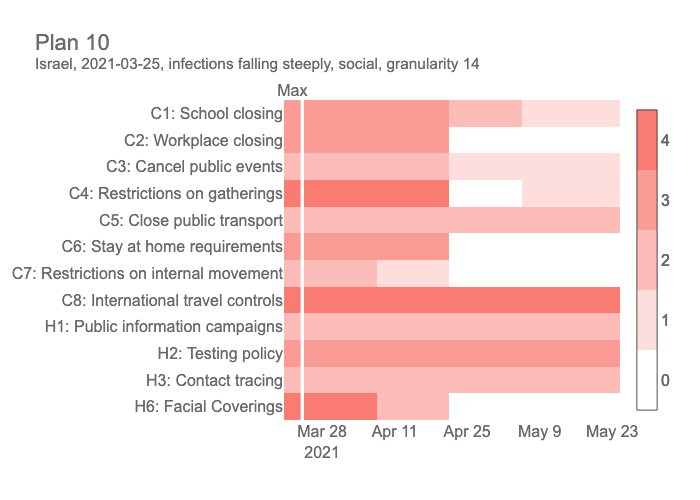 Plan 10
Israel, 2021-03-25, infections falling steeply, social, granularity 14
Max
C1: School closing
C2: Workplace closing
C3: Cancel public events
C4: Restrictions on gatherings
C5: Close public transport
C6: Stay at home requirements
C7: Restrictions on internal movement
C8: International travel controls
H1: Public information campaigns
H2: Testing policy
H3: Contact tracing
H6: Facial Coverings
4
3
2
1
0
Mar 28 Apr 11 Apr 25 May 9 May 23
2021